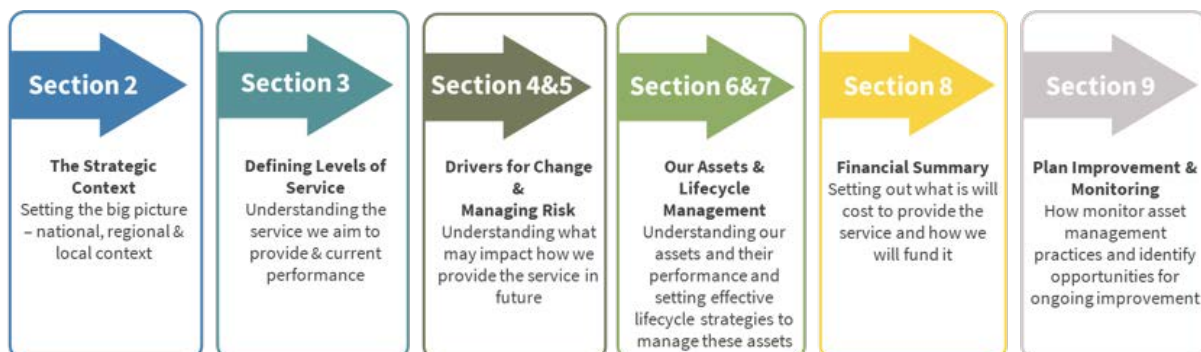 Section 2
The Strategic
Context
Setting the big picture
– national, regional &
local context
Section 3
Defining Levels of
Service
Understanding the
service we aim to
provide & current
performance
Section 4&5
Drivers for Change
&
Managing Risk
Understanding what
may impact how we
provide the service in
future
Section 6&7
Our Assets &
Lifecycle
Management
Understanding our
assets and their
performance and
setting effective
lifecycle strategies to
manage these assets
Section 8
Financial Summary
Setting out what is will
cost to provide the
service and how we
will fund it
Section 9
Plan Improvement &
Monitoring
How monitor asset
management
practices and identify
opportunities for
ongoing improvement